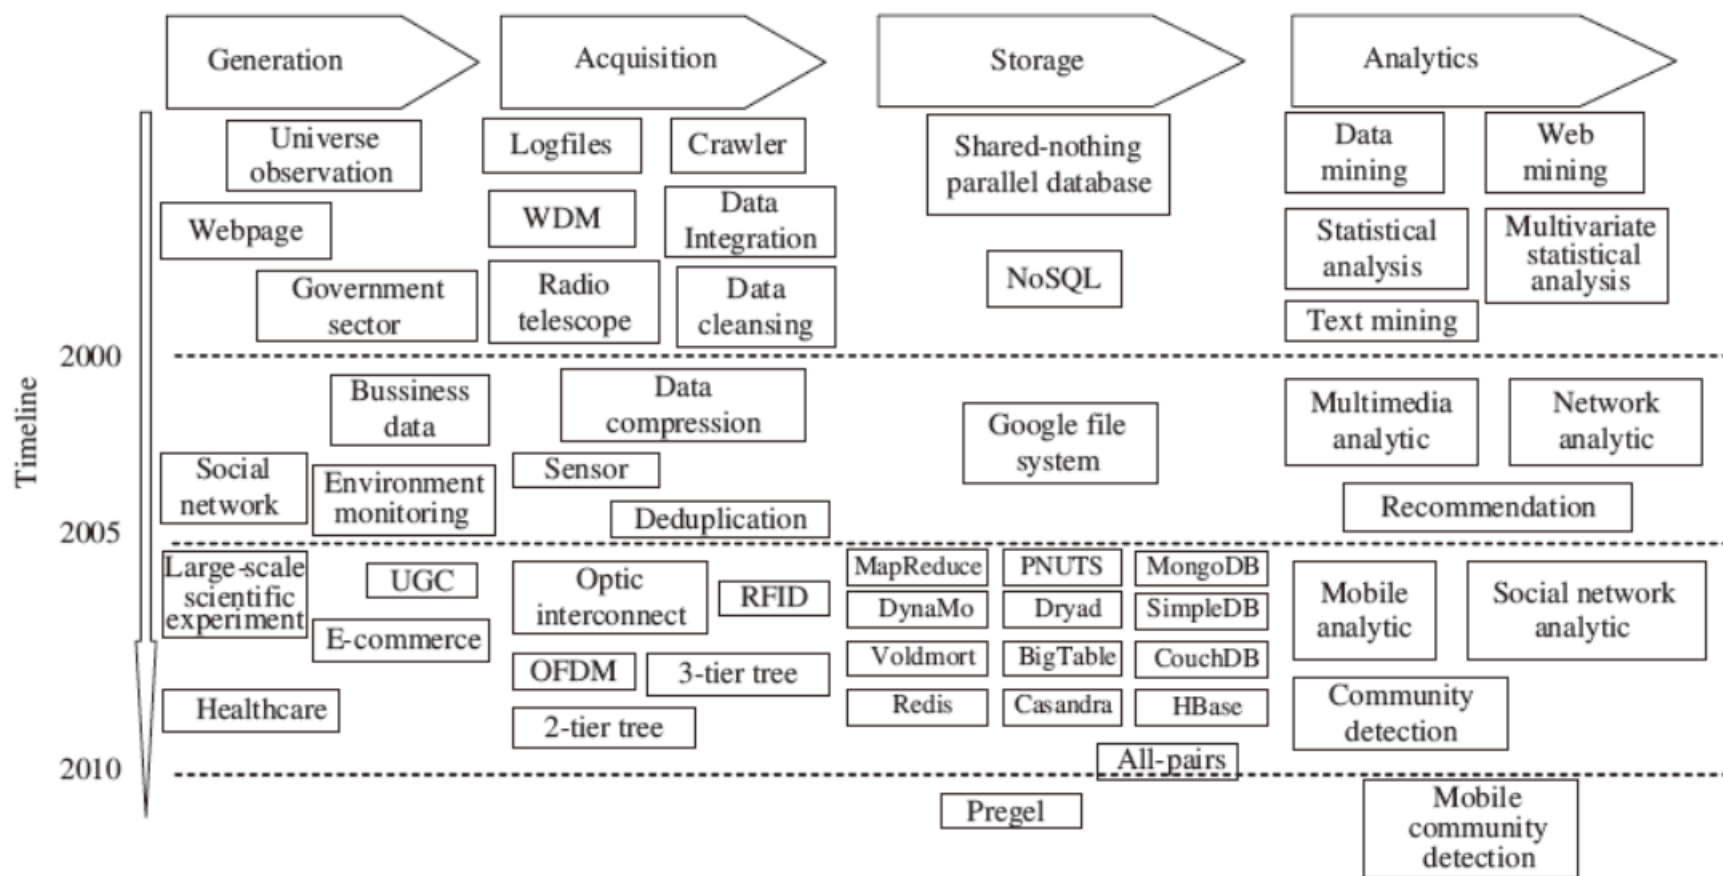 Generation
Acquisition
Storage
Analytics
Universe
observation
Webpage
Government
sector
Logfiles
Crawler
WDM
Data
Integration
Radio
telescope
Data
cleansing
Shared-nothing
parallel database
NoSQL
Data
mining
Web
mining
Statistical
analysis
Multivariate
statistical
analysis
Text mining
Timeline
2000
Bussiness
data
Social
network
Environment
monitoring
Data
compression
Sensor
Deduplication
Google file
system
Multimedia
analytic
Network
analytic
Recommendation
2005
Large-scale
scientific
experiment
UGC
E-commerce
Healthcare
Optic
interconnect
RFID
OFDM
3-tier tree
2-tier tree
MapReduce
PNUTS
MongoDB
DynaMo
Dryad
SimpleDB
Voldmort
BigTable
CouchDB
Redis
Casandra
HBase
All-pairs
Mobile
analytic
Social network
analytic
Community
detection
2010
Pregel
Mobile
community
detection